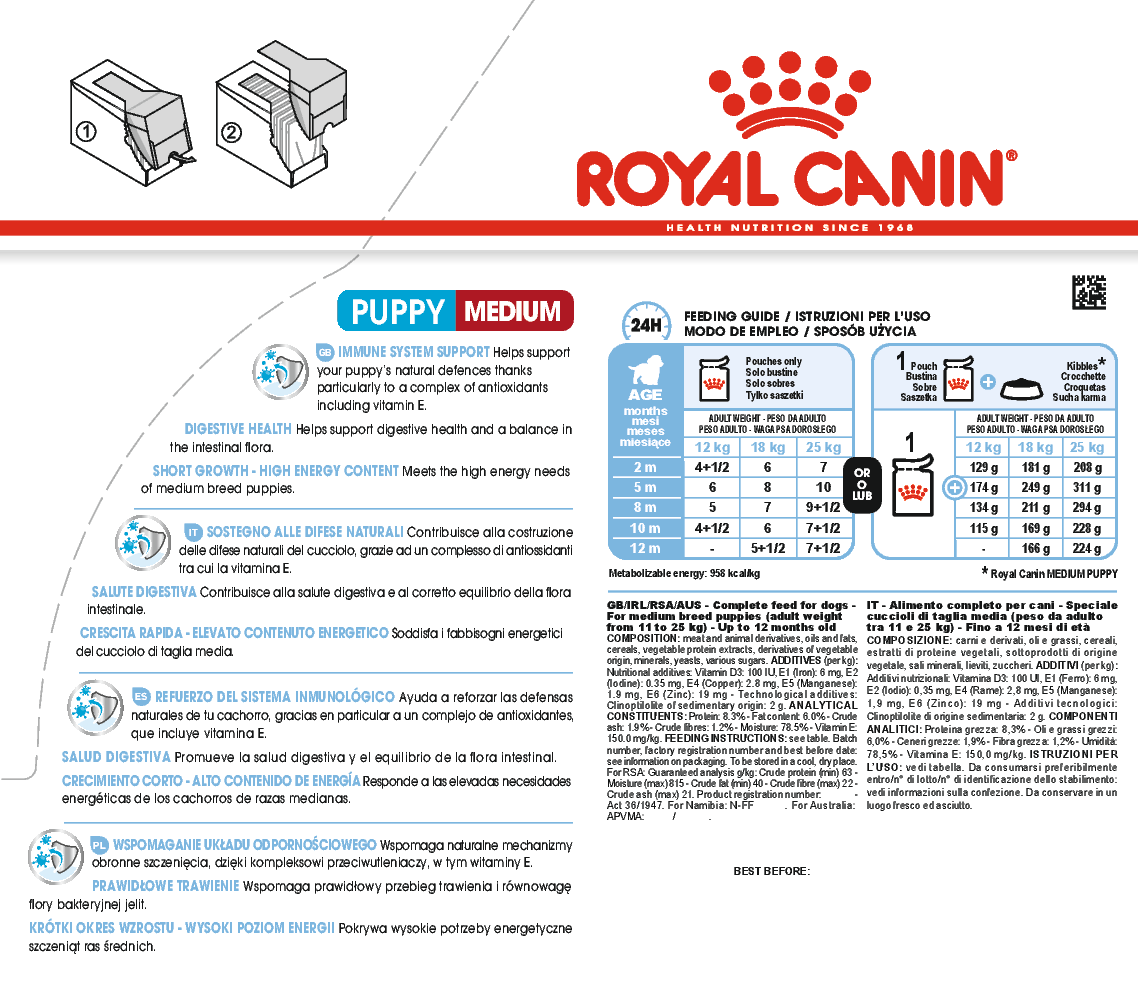 1
2
ROYAL CANIN®
HEALTH NUTRITION SINCE 1968
PUPPY MEDIUM
GB IMMUNE SYSTEM SUPPORT Helps support
your puppy's natural defences thanks
particularly to a complex of antioxidants
including vitamin E.
DIGESTIVE HEALTH Helps support digestive health and a balance in
the intestinal flora.
SHORT GROWTH - HIGH ENERGY CONTENT Meets the high energy needs
of medium breed puppies.
IT SOSTEGNO ALLE DIFESE NATURALI Contribuisce alla costruzione
delle difese naturali del cucciolo, grazie ad un complesso di antiossidanti
tra cui la vitamina E.
SALUTE DIGESTIVA Contribuisce alla salute digestiva e al corretto equilibrio della flora
intestinale.
CRESCITA RAPIDA - ELEVATO CONTENUTO ENERGETICO Soddisfa i fabbisogni energetici
del cucciolo di taglia media.
ES REFUERZO DEL SISTEMA INMUNOLÓGICO Ayuda a reforzar las defensas
naturales de tu cachorro, gracias en particular a un complejo de antioxidantes,
que incluye vitamina E.
SALUD DIGESTIVA Promueve la salud digestiva y el equilibrio de la flora intestinal.
CRECIMIENTO CORTO - ALTO CONTENIDO DE ENERGÍA Responde a las elevadas necesidades
energéticas de los cachorros de razas medianas.
PL WSPOMAGANIE UKŁADU ODPORNOŚCIOWEGO Wspomaga naturalne mechanizmy
obronne szczenięcia, dzięki kompleksowi przeciwutleniaczy, w tym witaminy E.
PRAWIDŁOWE TRAWIENIE Wspomaga prawidłowy przebieg trawienia i równowagę
flory bakteryjnej jelit.
KRÓTKI OKRES WZROSTU - WYSOKI POZIOM ENERGII Pokrywa wysokie potrzeby energetyczne
szczeniąt ras średnich.
24H
FEEDING GUIDE / ISTRUZIONI PER L'USO
MODO DE EMPLEO / SPOSÓB UŻYCIA
AGE
months
mesi
meses
miesiące
Pouches only
Solo bustine
Solo sobres
Tylko saszetki
ADULT WEIGHT - PESO DA ADULTO
PESO ADULTO - WAGA PSA DOROSŁEGO
12 kg 18 kg 25 kg
2 m 4+1/2 6 7
5 m 6 8 10
8 m 5 7 9+1/2
10 m 4+1/2 6 7+1/2
12 m - 5+1/2 7+1/2
OR
O
LUB
1 Pouch
Bustina
Sobre
Saszetka
+
Kibbles*
Crocchette
Croquetas
Sucha karma
ADULT WEIGHT - PESO DA ADULTO
PESO ADULTO - WAGA PSA DOROSŁEGO
1
+
12 kg 18 kg 25 kg
129 g 181 g 208 g
174 g 249 g 311 g
134 g 211 g 294 g
115 g 169 g 228 g
- 166 g 224 g
Metabolizable energy: 958 kcal/kg
* Royal Canin MEDIUM PUPPY
GB/IRL/RSA/AUS - Complete feed for dogs -
For medium breed puppies (adult weight
from 11 to 25 kg) - Up to 12 months old
COMPOSITION: meat and animal derivatives, oils and fats,
cereals, vegetable protein extracts, derivatives of vegetable
origin, minerals, yeasts, various sugars. ADDITIVES (per kg):
Nutritional additives: Vitamin D3: 100 IU, E1 (Iron): 6 mg, E2
(Iodine): 0.35 mg, E4 (Copper): 2.8 mg, E5 (Manganese):
1.9 mg, E6 (Zinc): 19 mg - Technological additives:
Clinoptilolite of sedimentary origin: 2 g. ANALYTICAL
CONSTITUENTS: Protein: 8.3% - Fat content: 6.0% - Crude
ash: 1.9% - Crude fibres: 1.2% - Moisture: 78.5% - Vitamin E:
150.0 mg/kg. FEEDING INSTRUCTIONS: see table. Batch
number, factory registration number and best before date:
see information on packaging. To be stored in a cool, dry place.
For RSA: Guaranteed analysis g/kg: Crude protein (min) 63 -
Moisture (max) 815 - Crude fat (min) 40 - Crude fibre (max) 22 -
Crude ash (max) 21. Product registration number: -
Act 36/1947. For Namibia: N-FF . For Australia:
APVMA: / .
IT - Alimento completo per cani - Speciale
cuccioli di taglia media (peso da adulto
tra 11 e 25 kg) - Fino a 12 mesi di età
COMPOSIZIONE: carni e derivati, oli e grassi, cereali,
estratti di proteine vegetali, sottoprodotti di origine
vegetale, sali minerali, lieviti, zuccheri. ADDITIVI (per kg):
Additivi nutrizionali: Vitamina D3: 100 UI, E1 (Ferro): 6 mg,
E2 (Iodio): 0,35 mg, E4 (Rame): 2,8 mg, E5 (Manganese):
1,9 mg, E6 (Zinco): 19 mg - Additivi tecnologici:
Clinoptilolite di origine sedimentaria: 2 g. COMPONENTI
ANALITICI: Proteina grezza: 8,3% - Oli e grassi grezzi:
6,0% - Ceneri grezze: 1,9% - Fibra grezza: 1,2% - Umidità:
78,5% - Vitamina E: 150,0 mg/kg. ISTRUZIONI PER
L'USO: vedi tabella. Da consumarsi preferibilmente
entro/n° di lotto/n° di identificazione dello stabilimento:
vedi informazioni sulla confezione. Da conservare in un
luogo fresco ed asciutto.
BEST BEFORE: